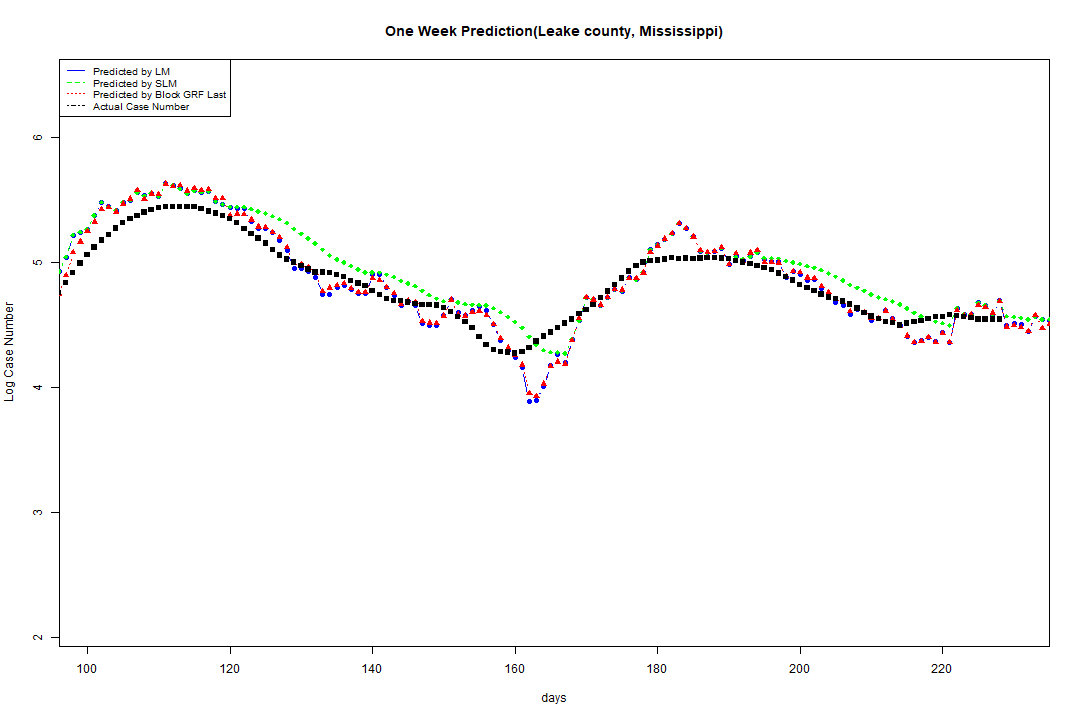 One Week Prediction(Leake county, Mississippi)
Predicted by LM
Predicted by SLM
Predicted by Block GRF Last
Actual Case Number
6
5
4
3
2
Log Case Number
100 120 140 160 180 200 220
days